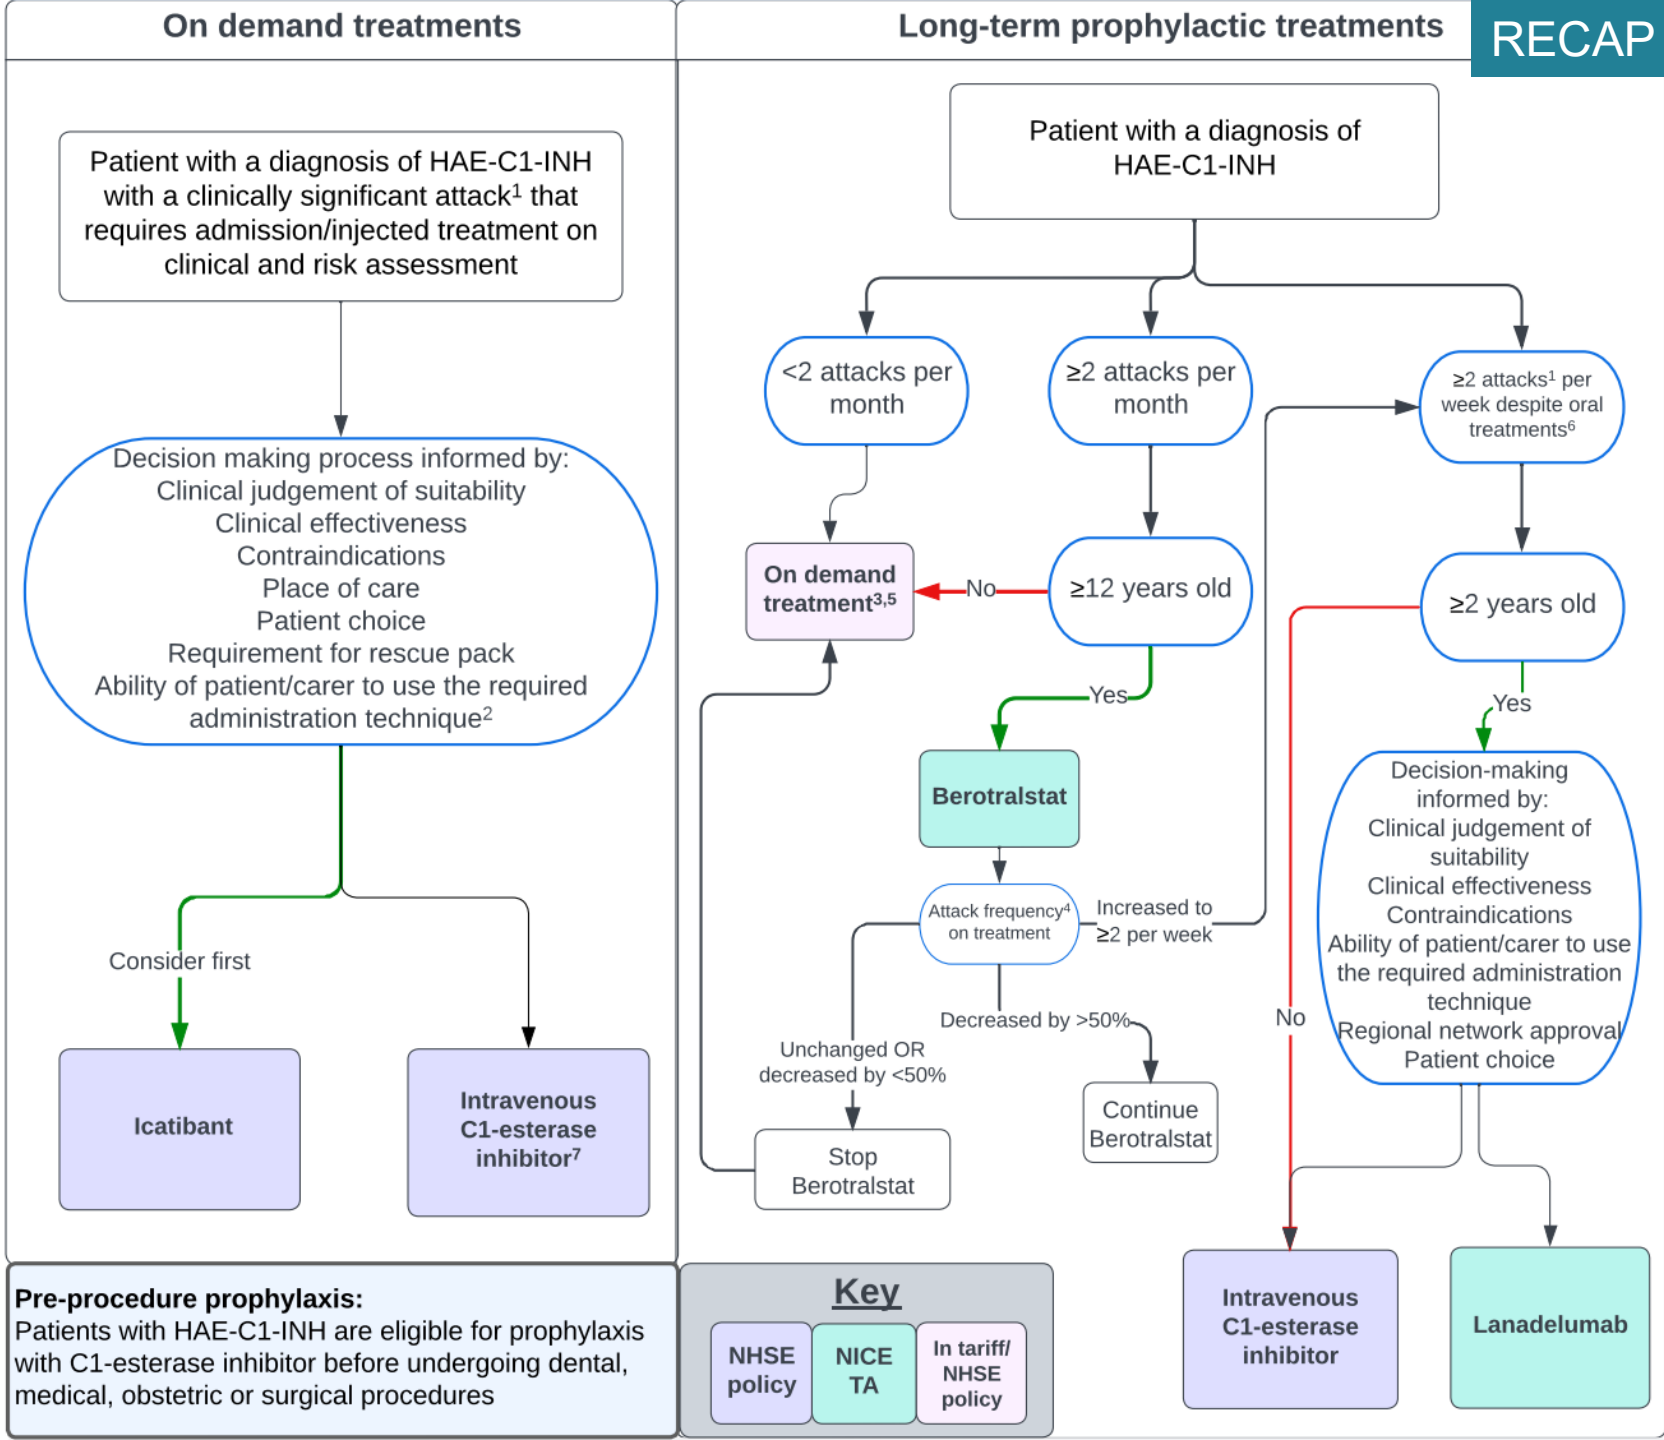 On demand treatments
Long-term prophylactic treatments
RECAP
Patient with a diagnosis of HAE-C1-INH
with a clinically significant attack¹ that
requires admission/injected treatment on
clinical and risk assessment
Decision making process informed by:
Clinical judgement of suitability
Clinical effectiveness
Contraindications
Place of care
Patient choice
Requirement for rescue pack
Ability of patient/carer to use the required
administration technique²
Consider first
Icatibant
Intravenous
C1-esterase
inhibitor⁷
Pre-procedure prophylaxis:
Patients with HAE-C1-INH are eligible for prophylaxis
with C1-esterase inhibitor before undergoing dental,
medical, obstetric or surgical procedures
Patient with a diagnosis of
HAE-C1-INH
<2 attacks per
month
≥2 attacks per
month
≥2 attacks¹ per
week despite oral
treatments⁶
On demand
treatment³,⁵
No
≥12 years old
≥2 years old
Yes
Yes
Berotralstat
Attack frequency⁴
on treatment
Increased to
≥2 per week
Decreased by >50%
Unchanged OR
decreased by <50%
Stop
Berotralstat
Continue
Berotralstat
No
Decision-making
informed by:
Clinical judgement of
suitability
Clinical effectiveness
Contraindications
Ability of patient/carer to use
the required administration
technique
Regional network approval
Patient choice
Intravenous
C1-esterase
inhibitor
Lanadelumab
Key
NHSE
policy
NICE
TA
In tariff/
NHSE
policy